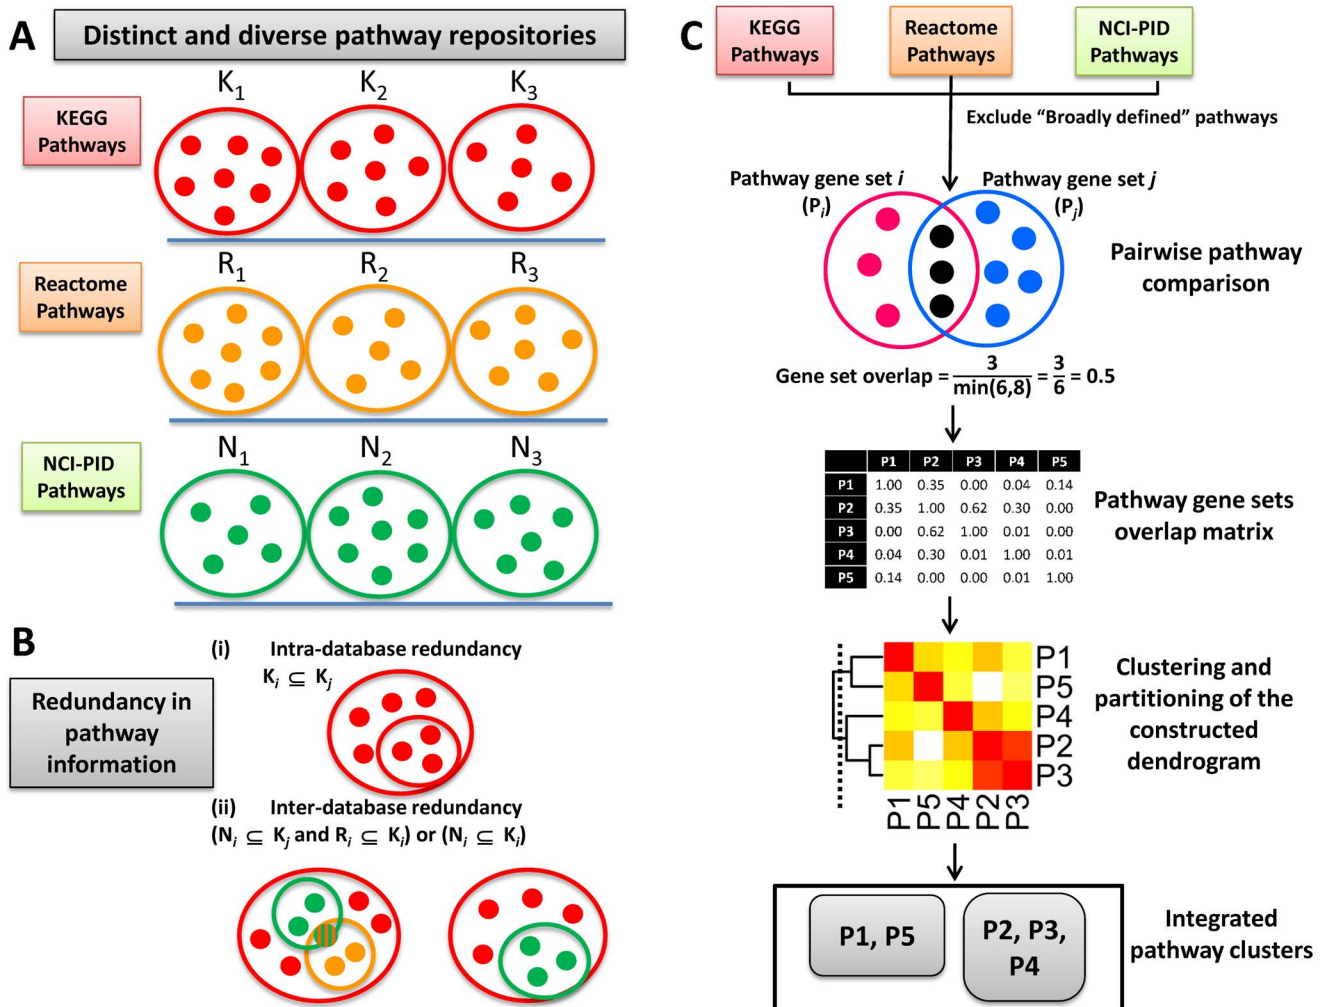 A
Distinct and diverse pathway repositories
KEGG
Pathways
K1 K2 K3
Reactome
Pathways
R1 R2 R3
NCI-PID
Pathways
N1 N2 N3
B
Redundancy in
pathway
information
(i) Intra-database redundancy
Ki ⊆ Kj
(ii) Inter-database redundancy
(Ni ⊆ Kj and Ri ⊆ Ki) or (Ni ⊆ Ki)
C
KEGG
Pathways
Reactome
Pathways
NCI-PID
Pathways
Exclude “Broadly defined” pathways
Pathway gene set i
(Pi)
Pathway gene set j
(Pj)
Pairwise pathway
comparison
Gene set overlap = 3 / min(6,8) = 3 / 6 = 0.5
P1 P2 P3 P4 P5
P1 1.00 0.35 0.00 0.04 0.14
P2 0.35 1.00 0.62 0.30 0.00
P3 0.00 0.62 1.00 0.01 0.00
P4 0.04 0.30 0.01 1.00 0.01
P5 0.14 0.00 0.00 0.01 1.00
Pathway gene sets
overlap matrix
P1
P5
P4
P2
P3
P1 P5 P4 P2 P3
Clustering and
partitioning of the
constructed
dendrogram
P1, P5
P2, P3,
P4
Integrated
pathway clusters